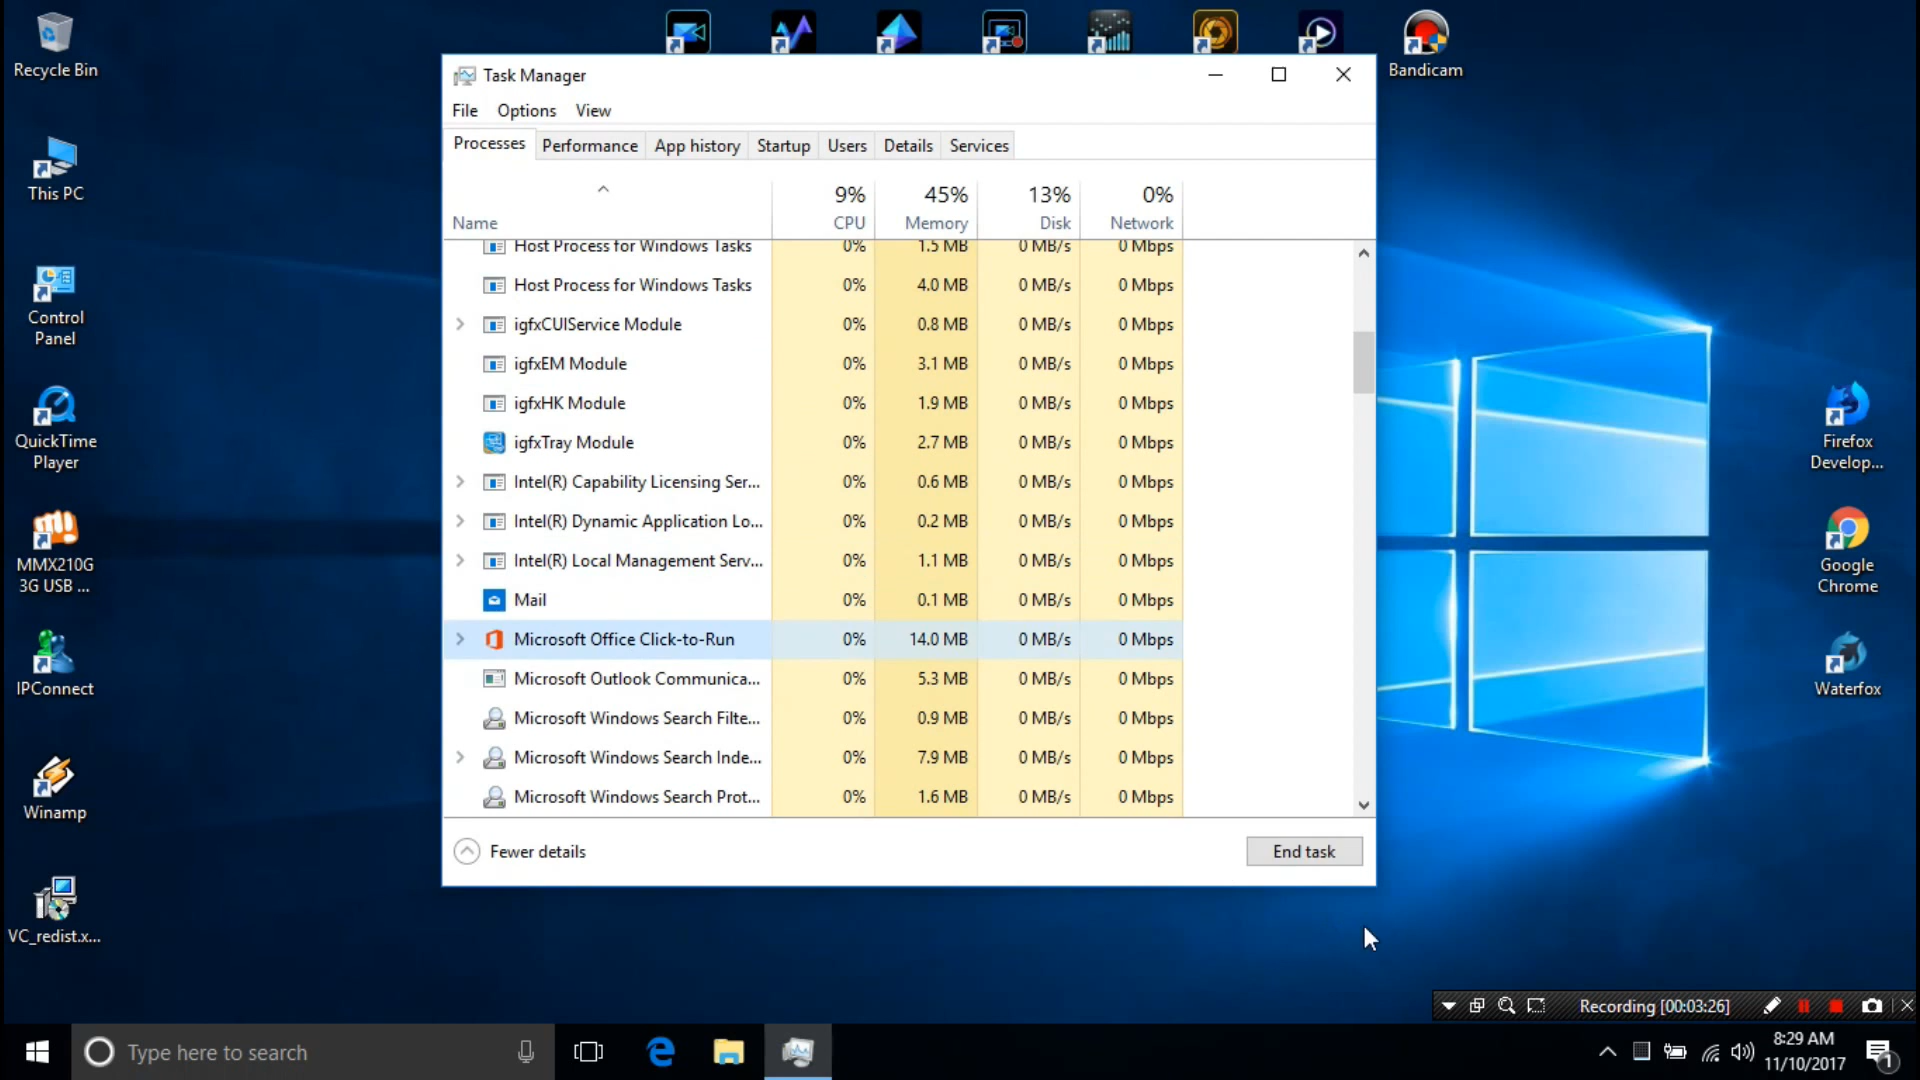 Recycle Bin
This PC
Control
Panel
QuickTime
Player
MMX210G
3G USB ...
IPConnect
Winamp
VC_redist.x...
Bandicam
Task Manager
File Options View
Processes Performance App history Startup Users Details Services
9% 45% 13% 0%
Name CPU Memory Disk Network
Host Process for Windows Tasks 0% 1.5 MB 0 MB/s 0 Mbps
Host Process for Windows Tasks 0% 4.0 MB 0 MB/s 0 Mbps
igfxCUIService Module 0% 0.8 MB 0 MB/s 0 Mbps
igfxEM Module 0% 3.1 MB 0 MB/s 0 Mbps
igfxHK Module 0% 1.9 MB 0 MB/s 0 Mbps
igfxTray Module 0% 2.7 MB 0 MB/s 0 Mbps
Intel(R) Capability Licensing Ser... 0% 0.6 MB 0 MB/s 0 Mbps
Intel(R) Dynamic Application Lo... 0% 0.2 MB 0 MB/s 0 Mbps
Intel(R) Local Management Serv... 0% 1.1 MB 0 MB/s 0 Mbps
Mail 0% 0.1 MB 0 MB/s 0 Mbps
Microsoft Office Click-to-Run 0% 14.0 MB 0 MB/s 0 Mbps
Microsoft Outlook Communica... 0% 5.3 MB 0 MB/s 0 Mbps
Microsoft Windows Search Filte... 0% 0.9 MB 0 MB/s 0 Mbps
Microsoft Windows Search Inde... 0% 7.9 MB 0 MB/s 0 Mbps
Microsoft Windows Search Prot... 0% 1.6 MB 0 MB/s 0 Mbps
Fewer details End task
Firefox
Develop...
Google
Chrome
Waterfox
Recording [00:03:26]
Type here to search
8:29 AM
11/10/2017
1